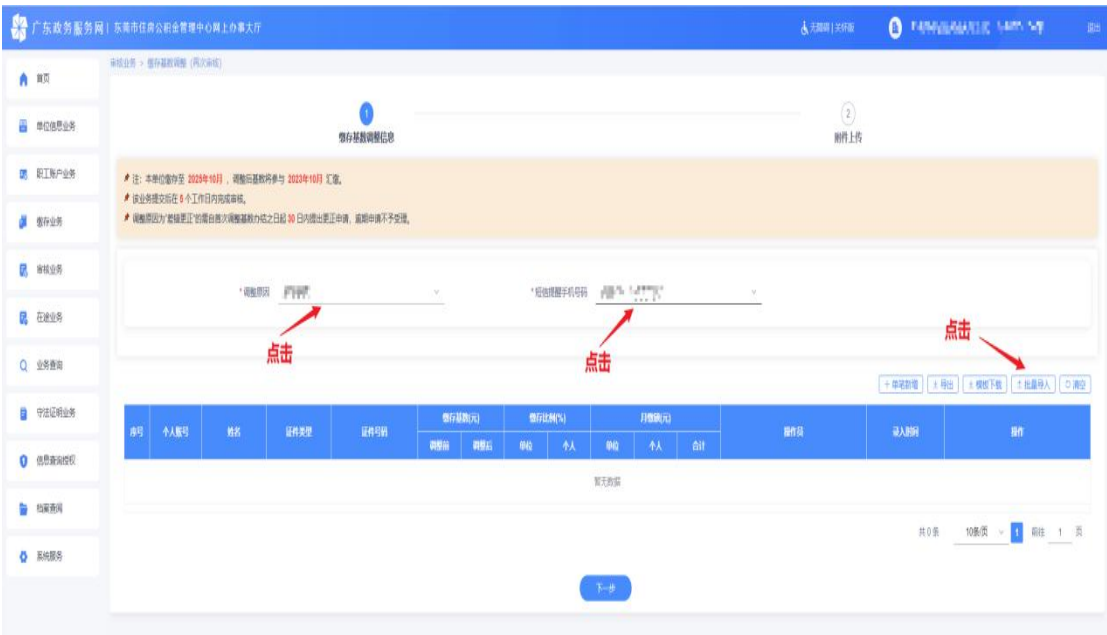 广东政务服务网 | 东莞市住房公积金管理中心网上办事大厅
无障碍 | 关怀版
退出
首页
单位信息业务
职工账户业务
缴存业务
审核业务
在途业务
业务查询
守法证明业务
信息查询授权
档案查阅
系统服务
审核业务 > 缴存基数调整 (两次审核)
1
2
缴存基数调整信息
附件上传
注：本单位缴存至 2025年10月 ，调整后基数将参与 2023年10月 汇缴。
该业务提交后在 5 个工作日内完成审核。
调整原因为"差错更正"的需自首次调整基数办结之日起 30 日内提出更正申请，逾期申请不予受理。
*调整原因
*短信提醒手机号码
点击
点击
点击
+ 单笔新增
导出
模板下载
批量导入
清空
序号
个人账号
姓名
证件类型
证件号码
缴存基数(元)
缴存比例(%)
月缴额(元)
操作员
录入时间
操作
调整前
调整后
单位
个人
单位
个人
合计
暂无数据
共 0 条
10条/页
1
前往 1 页
下一步